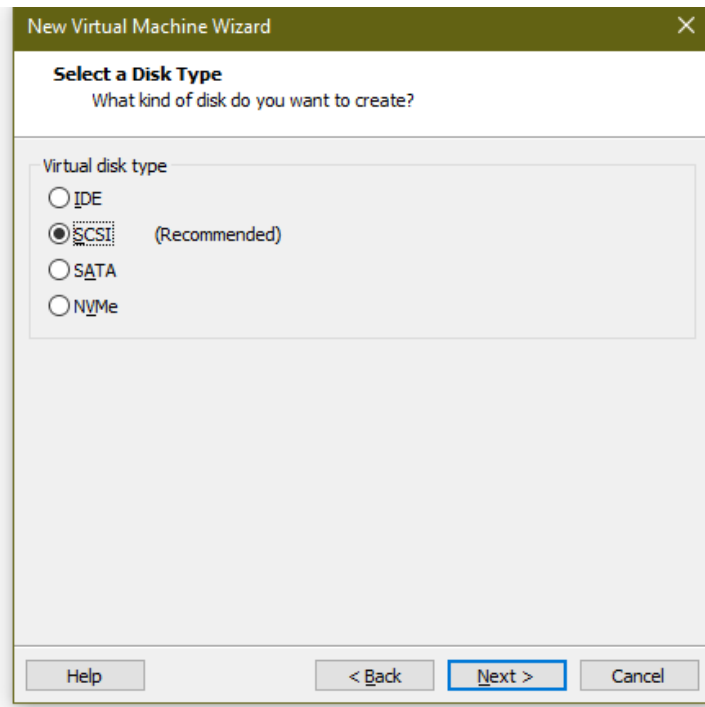 New Virtual Machine Wizard
Select a Disk Type
What kind of disk do you want to create?
Virtual disk type
IDE
SCSI (Recommended)
SATA
NVMe
Help < Back Next > Cancel